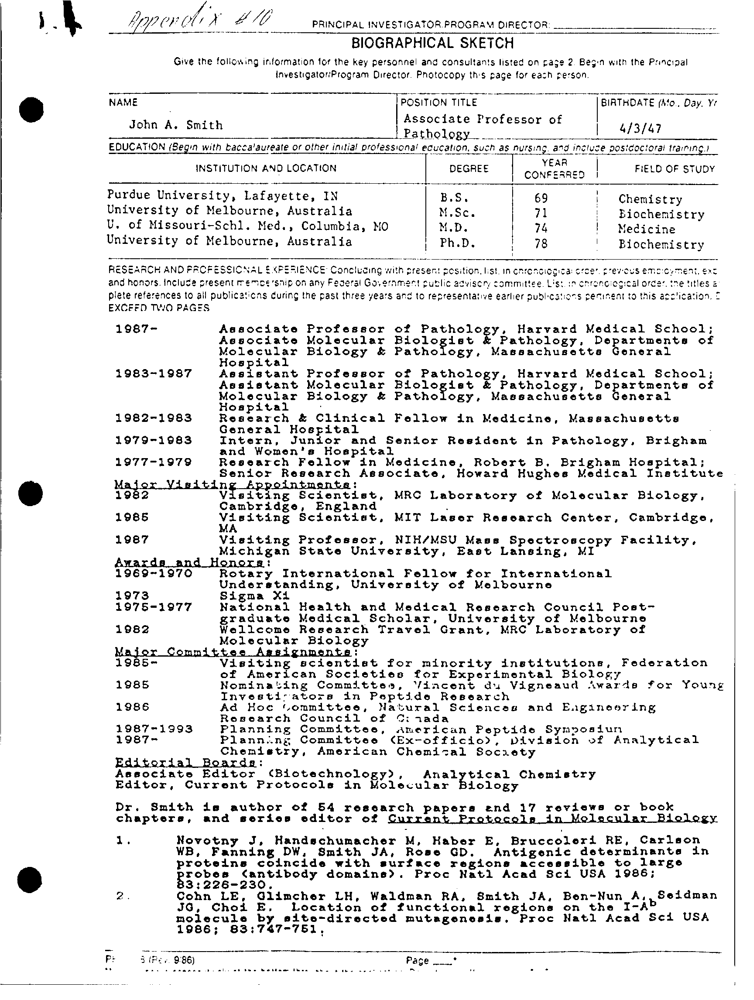 Appendix #10
PRINCIPAL INVESTIGATOR/PROGRAM DIRECTOR:
BIOGRAPHICAL SKETCH
Give the following information for the key personnel and consultants listed on page 2. Begin with the Principal
Investigator/Program Director. Photocopy this page for each person.
NAME POSITION TITLE BIRTHDATE (Mo., Day, Yr
John A. Smith Associate Professor of Pathology 4/3/47
EDUCATION (Begin with baccalaureate or other initial professional education, such as nursing, and include postdoctoral training.)
INSTITUTION AND LOCATION DEGREE YEAR CONFERRED FIELD OF STUDY
Purdue University, Lafayette, IN B.S. 69 Chemistry
University of Melbourne, Australia M.Sc. 71 Biochemistry
U. of Missouri-Schl. Med., Columbia, MO M.D. 74 Medicine
University of Melbourne, Australia Ph.D. 78 Biochemistry
RESEARCH AND PROFESSIONAL EXPERIENCE: Concluding with present position, list, in chronological order, previous employment, exp
and honors. Include present membership on any Federal Government public advisory committee. List, in chronological order, the titles a
plete references to all publications during the past three years and to representative earlier publications pertinent to this application. D
EXCEED TWO PAGES.
1987- Associate Professor of Pathology, Harvard Medical School;
Associate Molecular Biologist & Pathology, Departments of
Molecular Biology & Pathology, Massachusetts General
Hospital
1983-1987 Assistant Professor of Pathology, Harvard Medical School;
Assistant Molecular Biologist & Pathology, Departments of
Molecular Biology & Pathology, Massachusetts General
Hospital
1982-1983 Research & Clinical Fellow in Medicine, Massachusetts
General Hospital
1979-1983 Intern, Junior and Senior Resident in Pathology, Brigham
and Women's Hospital
1977-1979 Research Fellow in Medicine, Robert B. Brigham Hospital;
Senior Research Associate, Howard Hughes Medical Institute
Major Visiting Appointments:
1982 Visiting Scientist, MRC Laboratory of Molecular Biology,
Cambridge, England
1985 Visiting Scientist, MIT Laser Research Center, Cambridge,
MA
1987 Visiting Professor, NIH/MSU Mass Spectroscopy Facility,
Michigan State University, East Lansing, MI
Awards and Honors:
1969-1970 Rotary International Fellow for International
Understanding, University of Melbourne
1973 Sigma Xi
1975-1977 National Health and Medical Research Council Post-
graduate Medical Scholar, University of Melbourne
1982 Wellcome Research Travel Grant, MRC Laboratory of
Molecular Biology
Major Committee Assignments:
1985- Visiting scientist for minority institutions, Federation
of American Societies for Experimental Biology
1985 Nominating Committee, Vincent du Vigneaud Awards for Young
Investigators in Peptide Research
1986 Ad Hoc Committee, Natural Sciences and Engineering
Research Council of Canada
1987-1993 Planning Committee, American Peptide Symposium
1987- Planning Committee (Ex-officio), Division of Analytical
Chemistry, American Chemical Society
Editorial Boards:
Associate Editor (Biotechnology), Analytical Chemistry
Editor, Current Protocols in Molecular Biology
Dr. Smith is author of 54 research papers and 17 reviews or book
chapters, and series editor of Current Protocols in Molecular Biology
1. Novotny J, Handschumacher M, Haber E, Bruccoleri RE, Carlson
WB, Fanning DW, Smith JA, Rose GD. Antigenic determinants in
proteins coincide with surface regions accessible to large
probes (antibody domains). Proc Natl Acad Sci USA 1986;
83:226-230.
2. Cohn LE, Glimcher LH, Waldman RA, Smith JA, Ben-Nun A, Seidman
JG, Choi E. Location of functional regions on the I-Ab
molecule by site-directed mutagenesis. Proc Natl Acad Sci USA
1986; 83:747-751.
(Rev. 9/86) Page ___*